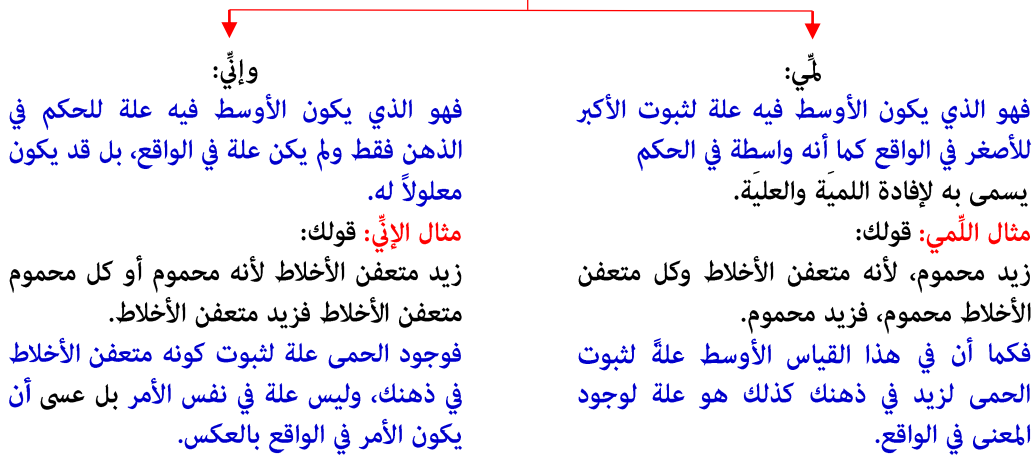 لمِّي:
فهو الذي يكون الأوسط فيه علة لثبوت الأكبر
للأصغر في الواقع كما أنه واسطة في الحكم
يسمى به لإفادة اللميَة والعليَة.
مثال اللِّمي: قولك:
زيد محموم، لأنه متعفن الأخلاط وكل متعفن
الأخلاط محموم، فزيد محموم.
فكما أن في هذا القياس الأوسط علةً لثبوت
الحمى لزيد في ذهنك كذلك هو علة لوجود
المعنى في الواقع.
وإنِّي:
فهو الذي يكون الأوسط فيه علة للحكم في
الذهن فقط ولم يكن علة في الواقع، بل قد يكون
معلولاً له.
مثال الإنِّي: قولك:
زيد متعفن الأخلاط لأنه محموم أو كل محموم
متعفن الأخلاط فزيد متعفن الأخلاط.
فوجود الحمى علة لثبوت كونه متعفن الأخلاط
في ذهنك، وليس علة في نفس الأمر بل عسى أن
يكون الأمر في الواقع بالعكس.